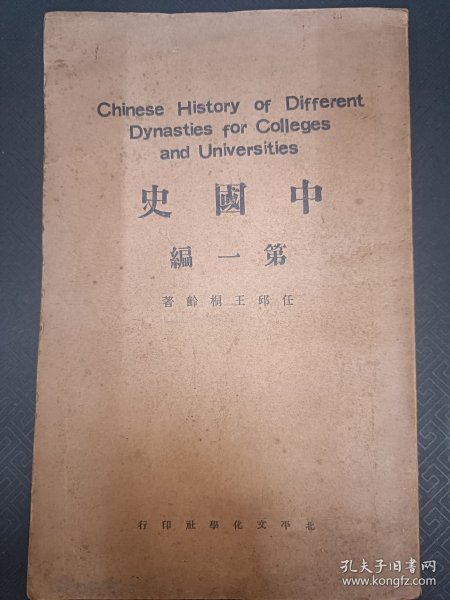 Chinese History of Different
Dynasties for Colleges
and Universities
中國史
第一編
任邱王桐齡著
北平文化學社印行
孔夫子旧书网
www.kongfz.com